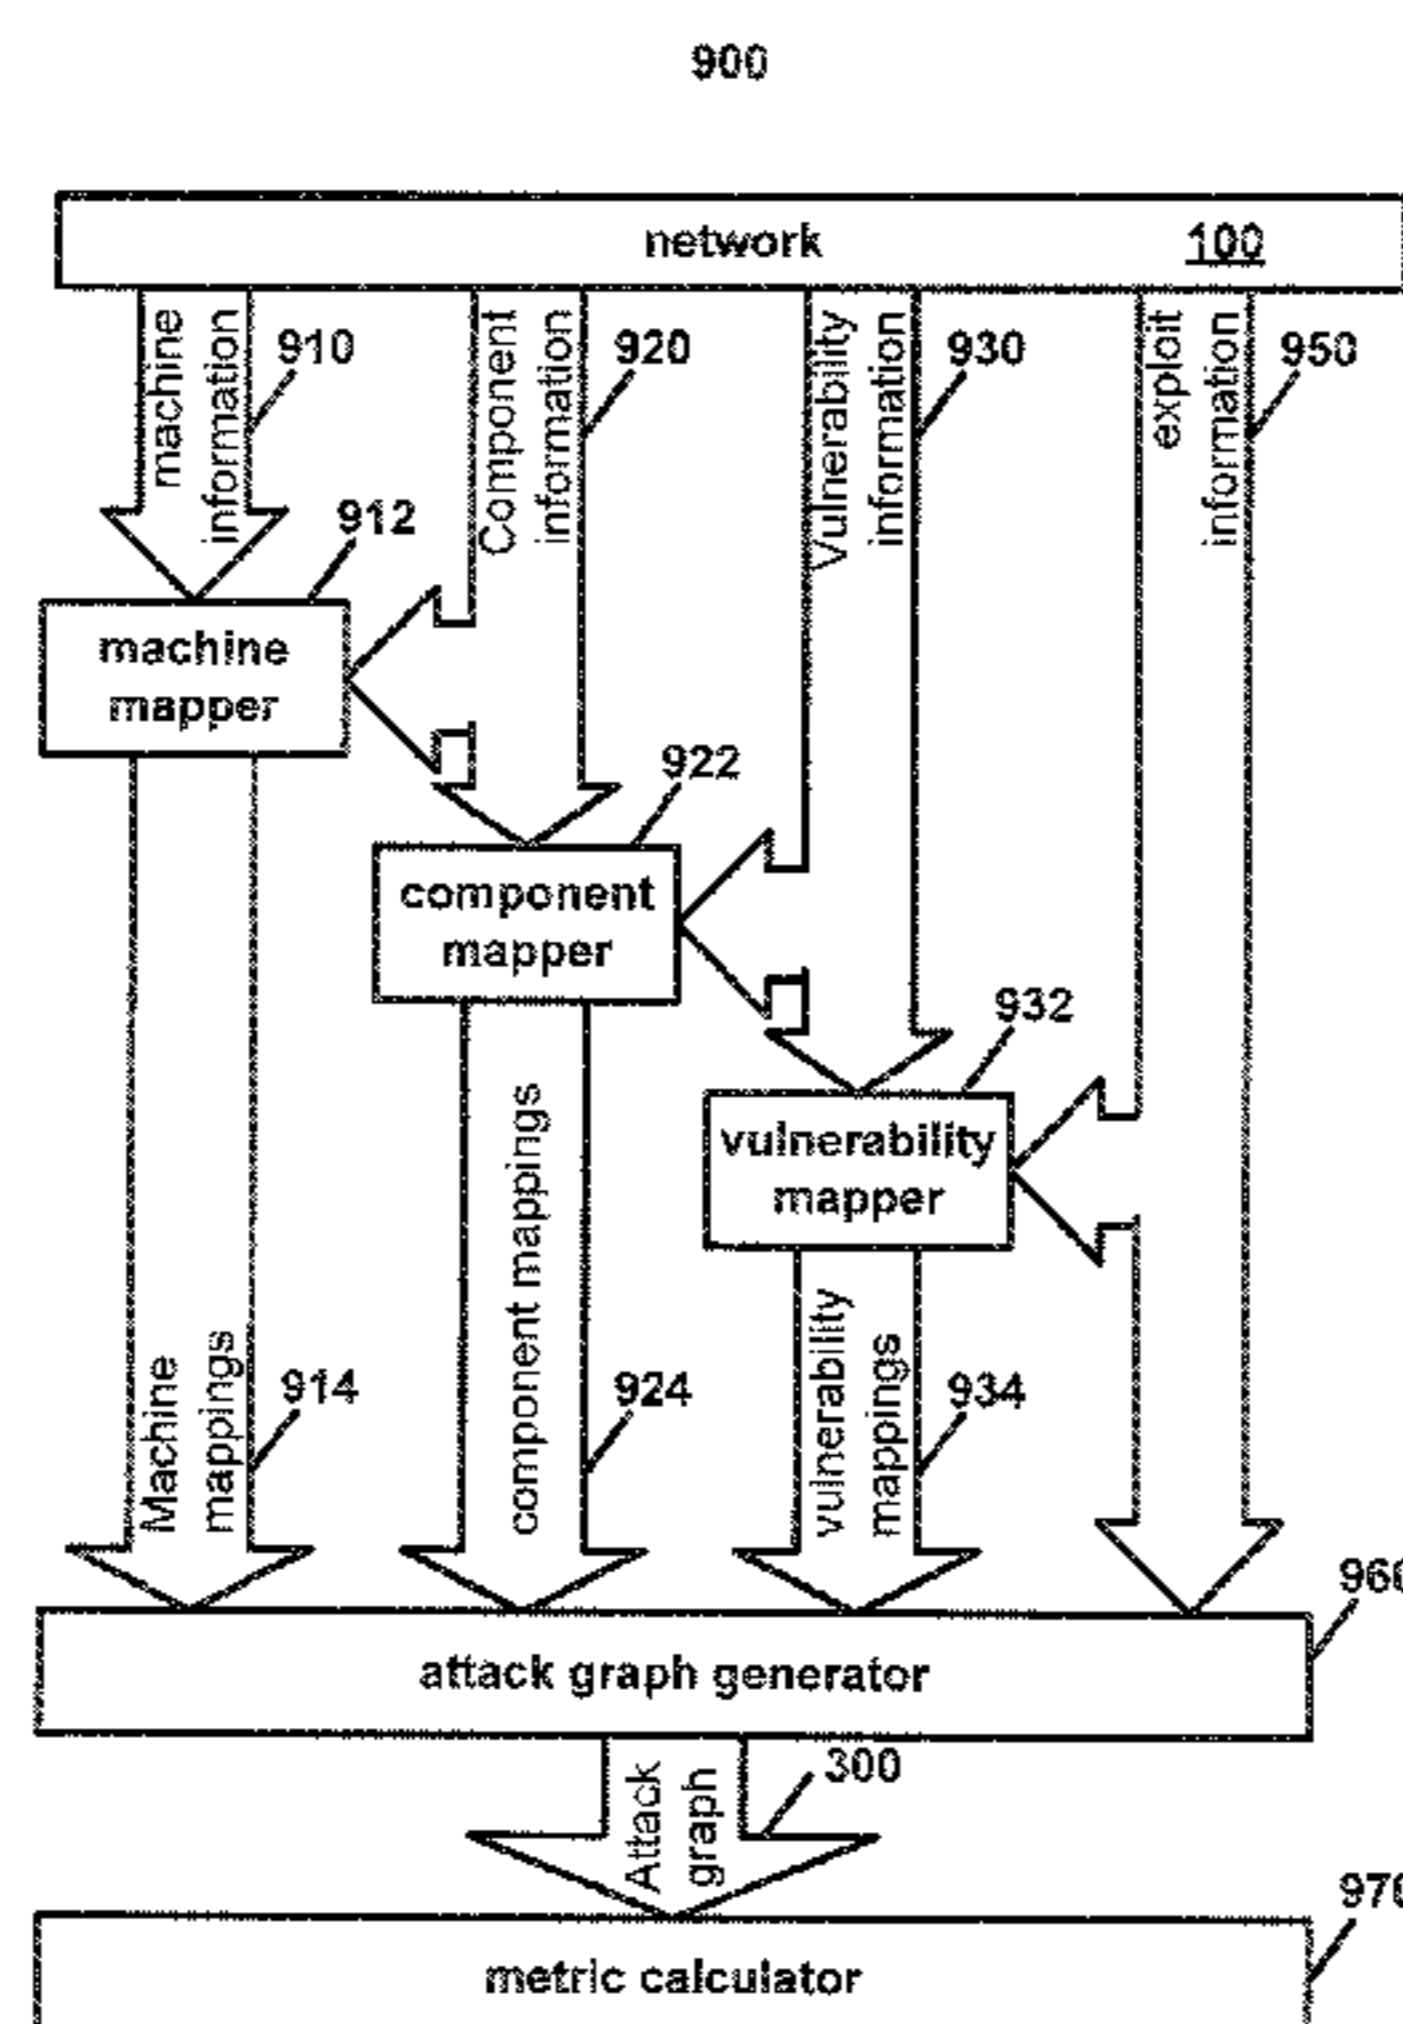 900
network 100
machine
information
910
Component
information
920
Vulnerability
information
930
exploit
information
950
912
machine
mapper
922
component
mapper
932
vulnerability
mapper
Machine
mappings
914
component mappings
924
vulnerability
mappings
934
960
attack graph generator
Attack
graph
300
970
metric calculator